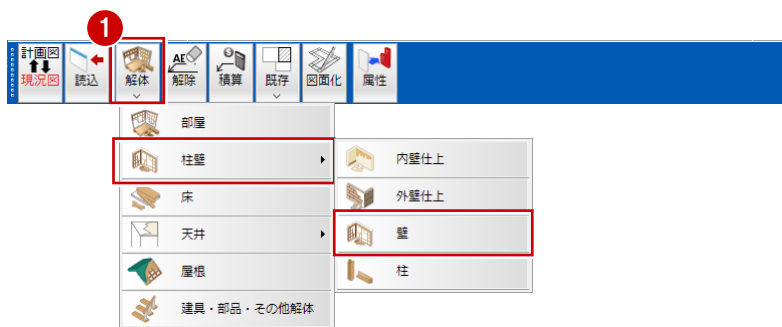 1
計画図
現況図
読込
解体
AE
解除
積算
既存
図面化
属性
部屋
柱壁
内壁仕上
外壁仕上
床
天井
壁
屋根
柱
建具・部品・その他解体